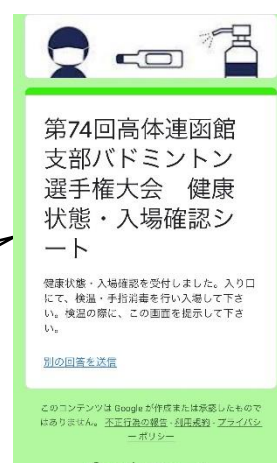 第74回高体連函館
支部バドミントン
選手権大会　健康
状態・入場確認シ
ート
健康状態・入場確認を受付しました。入り口
にて、検温・手指消毒を行い入場して下さ
い。検温の際に、この画面を提示して下さ
い。
別の回答を送信
このコンテンツは Google が作成または承認したもので
はありません。 不正行為の報告 - 利用規約 - プライバシ
ーポリシー